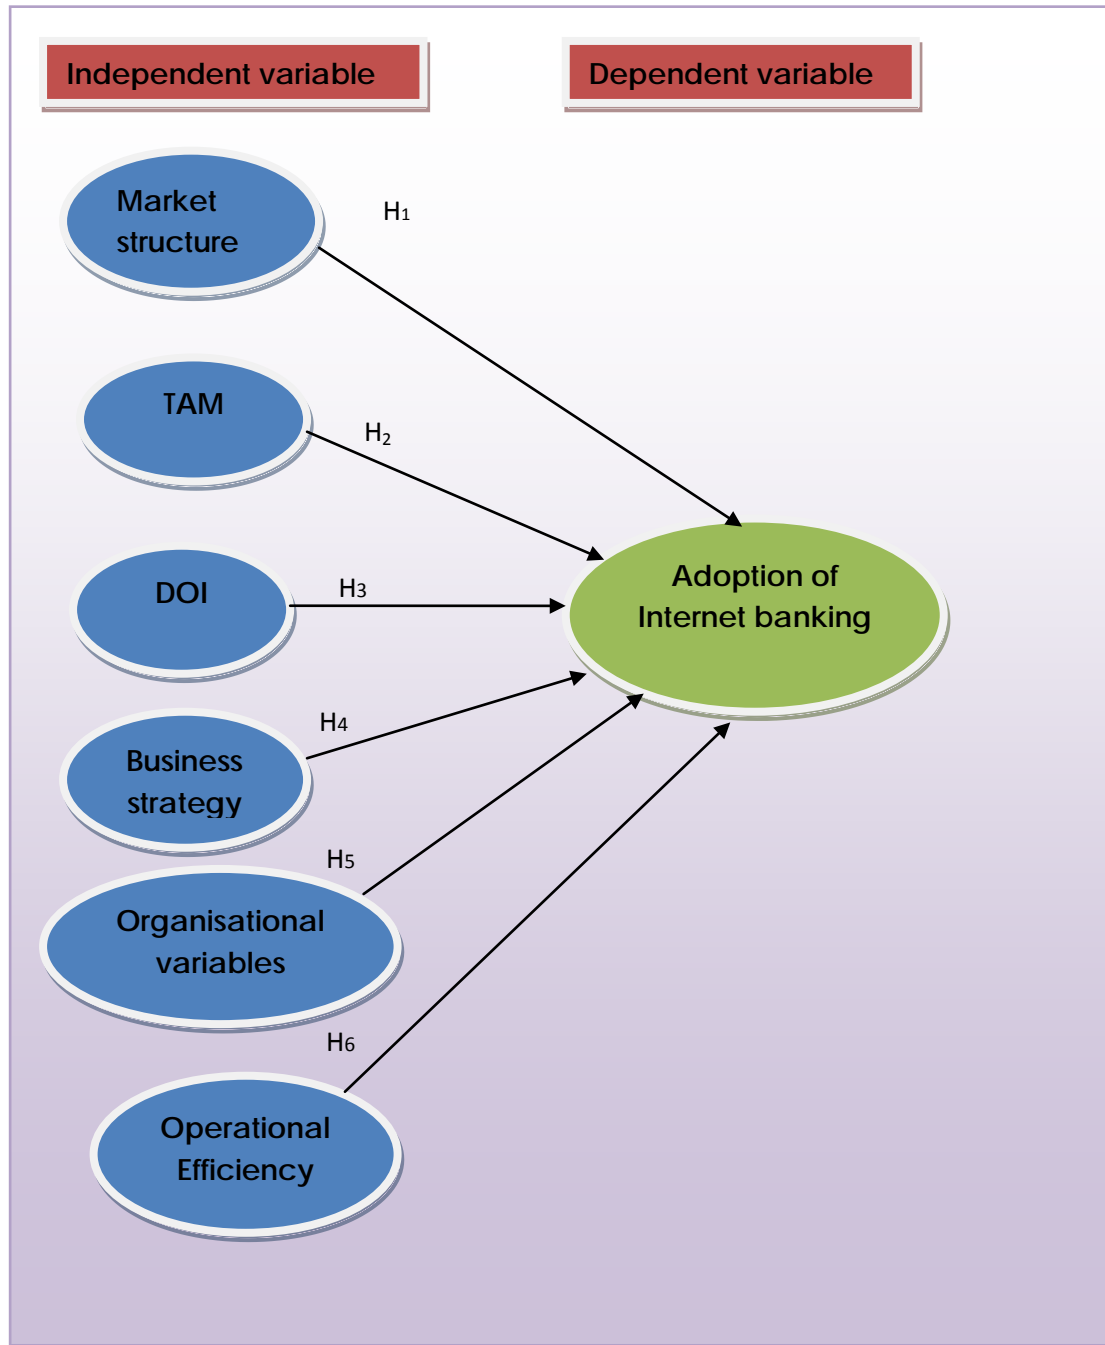 Independent variable
Dependent variable
Market
structure
H1
TAM
H2
DOI
H3
Adoption of
Internet banking
Business
strategy
H4
Organisational
variables
H5
Operational
Efficiency
H6